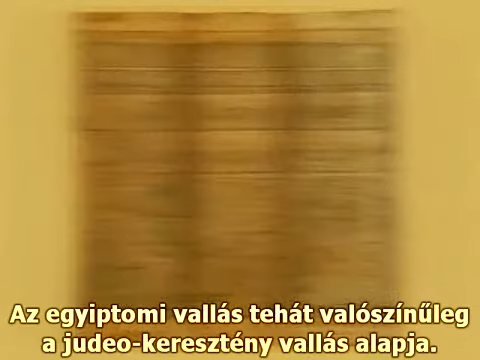 Az egyiptomi vallás tehát valószínűleg
a judeo-keresztény vallás alapja.